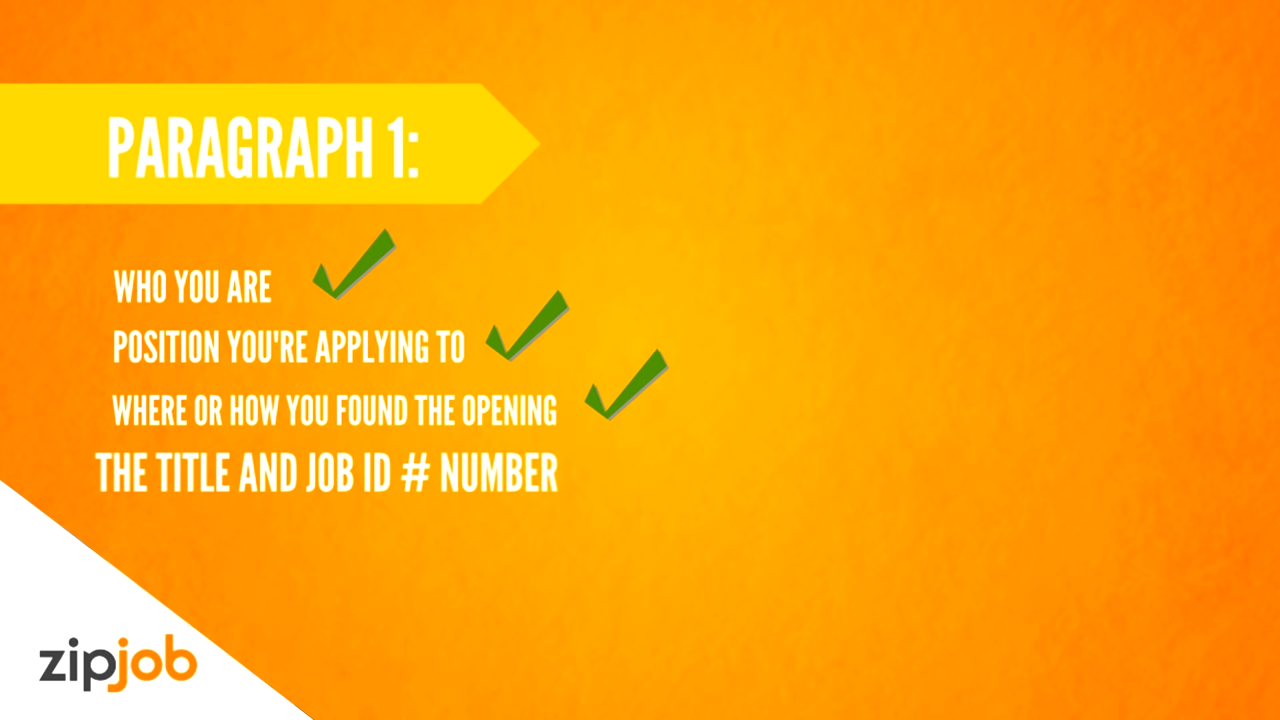 PARAGRAPH 1:
WHO YOU ARE
POSITION YOU'RE APPLYING TO
WHERE OR HOW YOU FOUND THE OPENING
THE TITLE AND JOB ID # NUMBER
zipjob